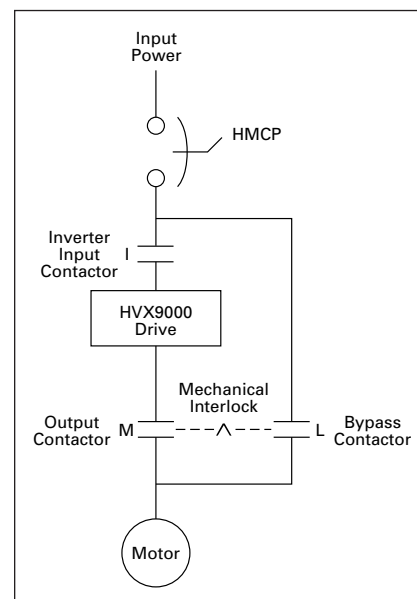 Input
Power
HMCP
Inverter
Input
Contactor
I
HVX9000
Drive
Mechanical
Interlock
Output
Contactor
M
L
Bypass
Contactor
Motor